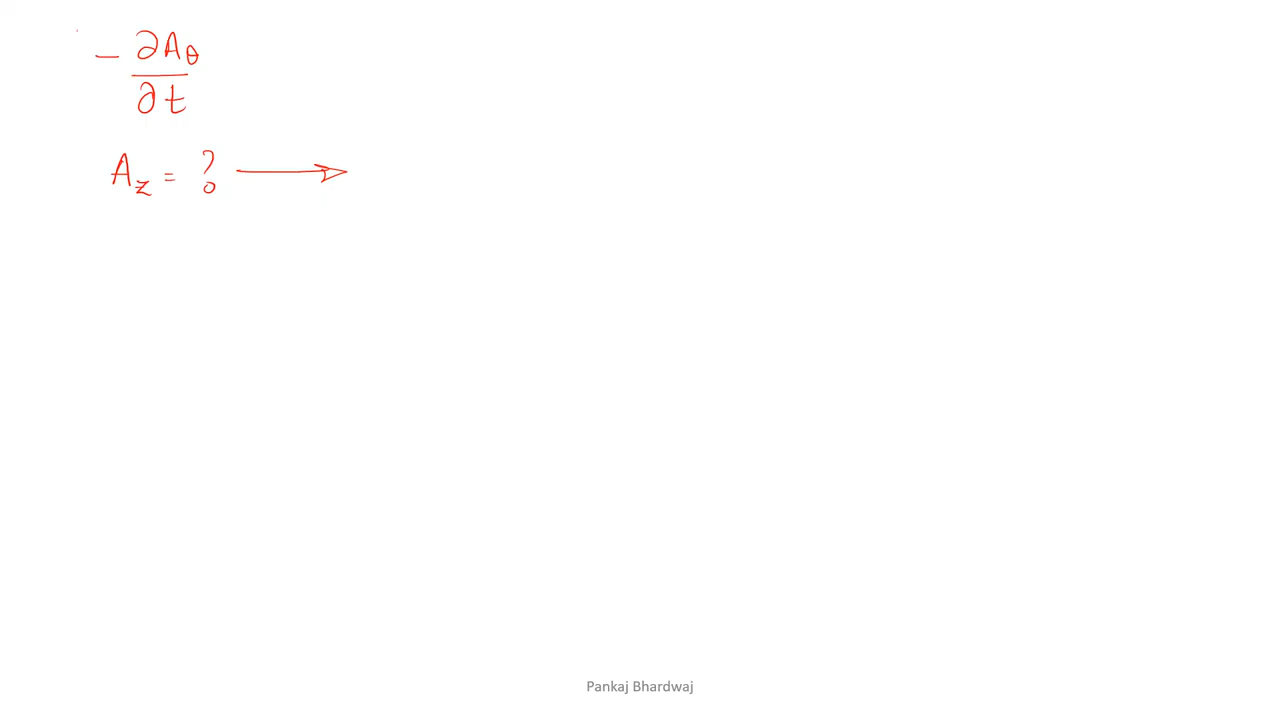 - ∂Aθ
∂t
Az = ? ⟶
Pankaj Bhardwaj